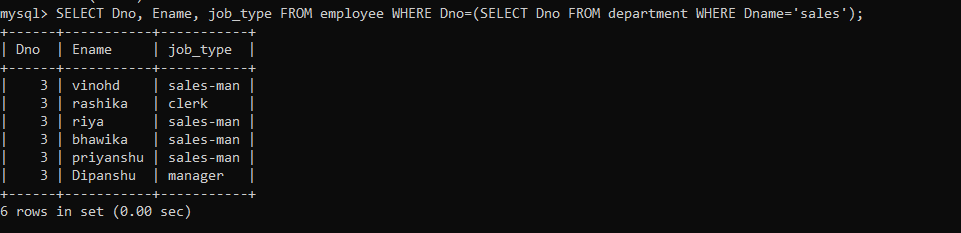 mysql> SELECT Dno, Ename, job_type FROM employee WHERE Dno=(SELECT Dno FROM department WHERE Dname='sales');
+------+-----------+-----------+
| Dno  | Ename     | job_type  |
+------+-----------+-----------+
|    3 | vinohd    | sales-man |
|    3 | rashika   | clerk     |
|    3 | riya      | sales-man |
|    3 | bhawika   | sales-man |
|    3 | priyanshu | sales-man |
|    3 | Dipanshu  | manager   |
+------+-----------+-----------+
6 rows in set (0.00 sec)